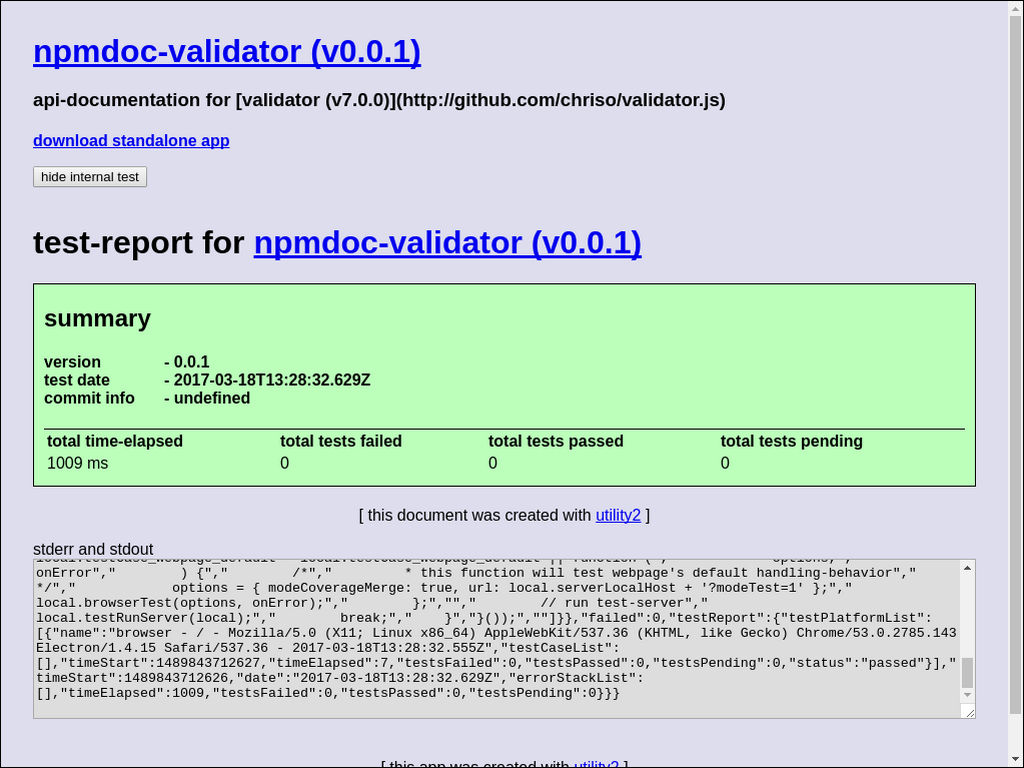 npmdoc-validator (v0.0.1)
api-documentation for [validator (v7.0.0)](http://github.com/chriso/validator.js)
download standalone app
hide internal test
test-report for npmdoc-validator (v0.0.1)
summary
version - 0.0.1
test date - 2017-03-18T13:28:32.629Z
commit info - undefined
total time-elapsed total tests failed total tests passed total tests pending
1009 ms 0 0 0
[ this document was created with utility2 ]
stderr and stdout
onError","        ) {","        /*","         * this function will test webpage's default handling-behavior","
*/","            options = { modeCoverageMerge: true, url: local.serverLocalHost + '?modeTest=1' };","
local.browserTest(options, onError);","        };","","        // run test-server","
local.testRunServer(local);","        break;","    }","}());",""]}},"failed":0,"testReport":{"testPlatformList":
[{"name":"browser - / - Mozilla/5.0 (X11; Linux x86_64) AppleWebKit/537.36 (KHTML, like Gecko) Chrome/53.0.2785.143
Electron/1.4.15 Safari/537.36 - 2017-03-18T13:28:32.555Z","testCaseList":
[],"timeStart":1489843712627,"timeElapsed":7,"testsFailed":0,"testsPassed":0,"testsPending":0,"status":"passed"}],"
timeStart":1489843712626,"date":"2017-03-18T13:28:32.629Z","errorStackList":
[],"timeElapsed":1009,"testsFailed":0,"testsPassed":0,"testsPending":0}}}
[ this app was created with utility2 ]